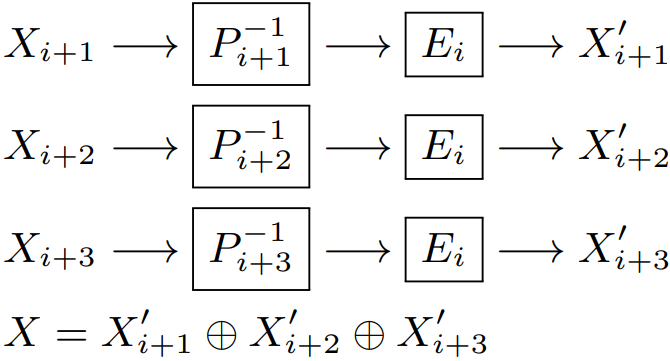 X_{i+1} ⟶ P_{i+1}^{-1} ⟶ E_i ⟶ X'_{i+1}
X_{i+2} ⟶ P_{i+2}^{-1} ⟶ E_i ⟶ X'_{i+2}
X_{i+3} ⟶ P_{i+3}^{-1} ⟶ E_i ⟶ X'_{i+3}
X = X'_{i+1} ⊕ X'_{i+2} ⊕ X'_{i+3}